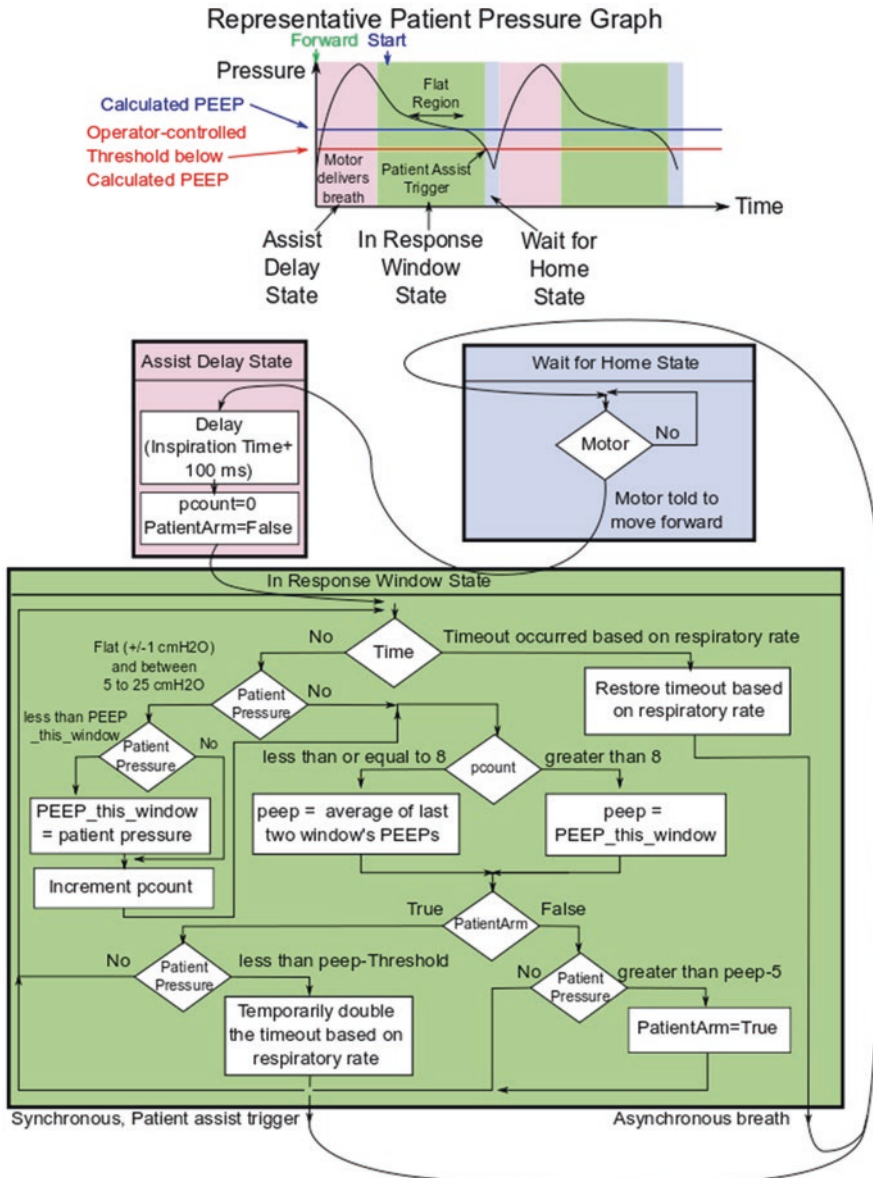 Representative Patient Pressure Graph
Forward
Start
Pressure
Flat
Region
Calculated PEEP
Operator-controlled
Threshold below
Calculated PEEP
Motor
delivers
breath
Patient Assist
Trigger
Time
Assist
Delay
State
In Response
Window
State
Wait for
Home
State
Assist Delay State
Delay
(Inspiration Time+
100 ms)
pcount=0
PatientArm=False
Wait for Home State
Motor
No
Motor told to
move forward
In Response Window State
Time
No
Timeout occurred based on respiratory rate
Restore timeout based
on respiratory rate
Flat (+/-1 cmH2O)
and between
5 to 25 cmH2O
Patient
Pressure
No
less than PEEP
_this_window
Patient
Pressure
No
PEEP_this_window
= patient pressure
Increment pcount
less than or equal to 8
pcount
greater than 8
peep = average of last
two window's PEEPs
peep =
PEEP_this_window
True
PatientArm
False
No
Patient
Pressure
less than peep-Threshold
Temporarily double
the timeout based on
respiratory rate
No
Patient
Pressure
greater than peep-5
PatientArm=True
Synchronous, Patient assist trigger
Asynchronous breath